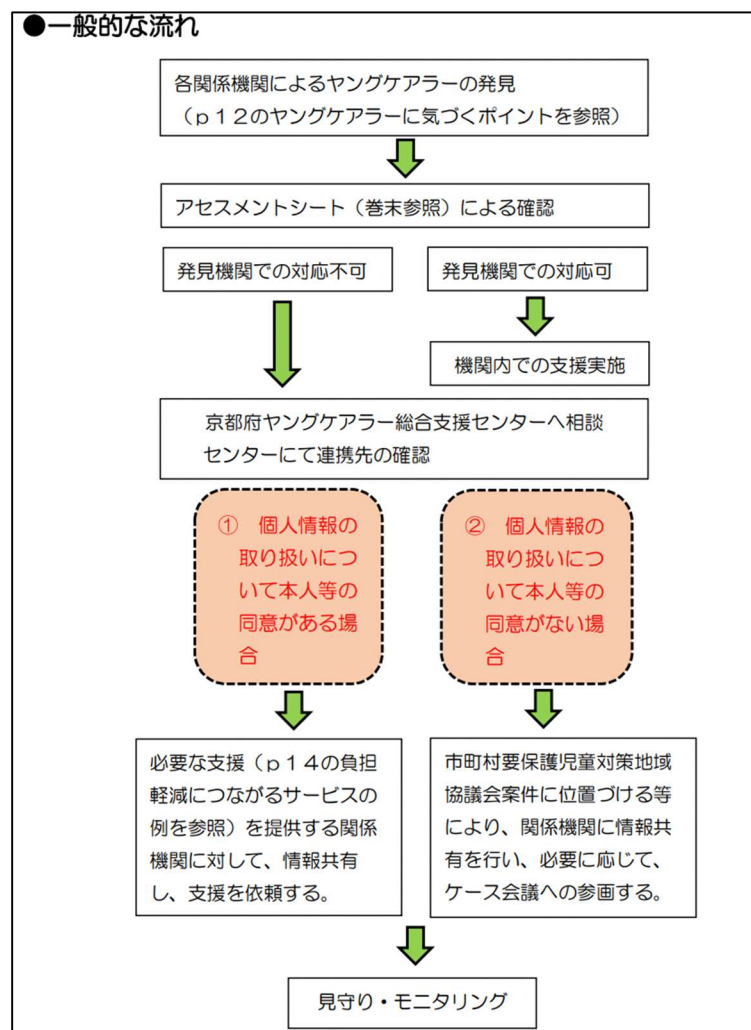 ●一般的な流れ
各関係機関によるヤングケアラーの発見
（ｐ１２のヤングケアラーに気づくポイントを参照）
アセスメントシート（巻末参照）による確認
発見機関での対応不可
発見機関での対応可
機関内での支援実施
京都府ヤングケアラー総合支援センターへ相談
センターにて連携先の確認
①　個人情報の
取り扱いにつ
いて本人等の
同意がある場
合
②　個人情報の
取り扱いにつ
いて本人等の
同意がない場
合
必要な支援（ｐ１４の負担
軽減につながるサービスの
例を参照）を提供する関係
機関に対して、情報共有
し、支援を依頼する。
市町村要保護児童対策地域
協議会案件に位置づける等
により、関係機関に情報共
有を行い、必要に応じて、
ケース会議への参画する。
見守り・モニタリング